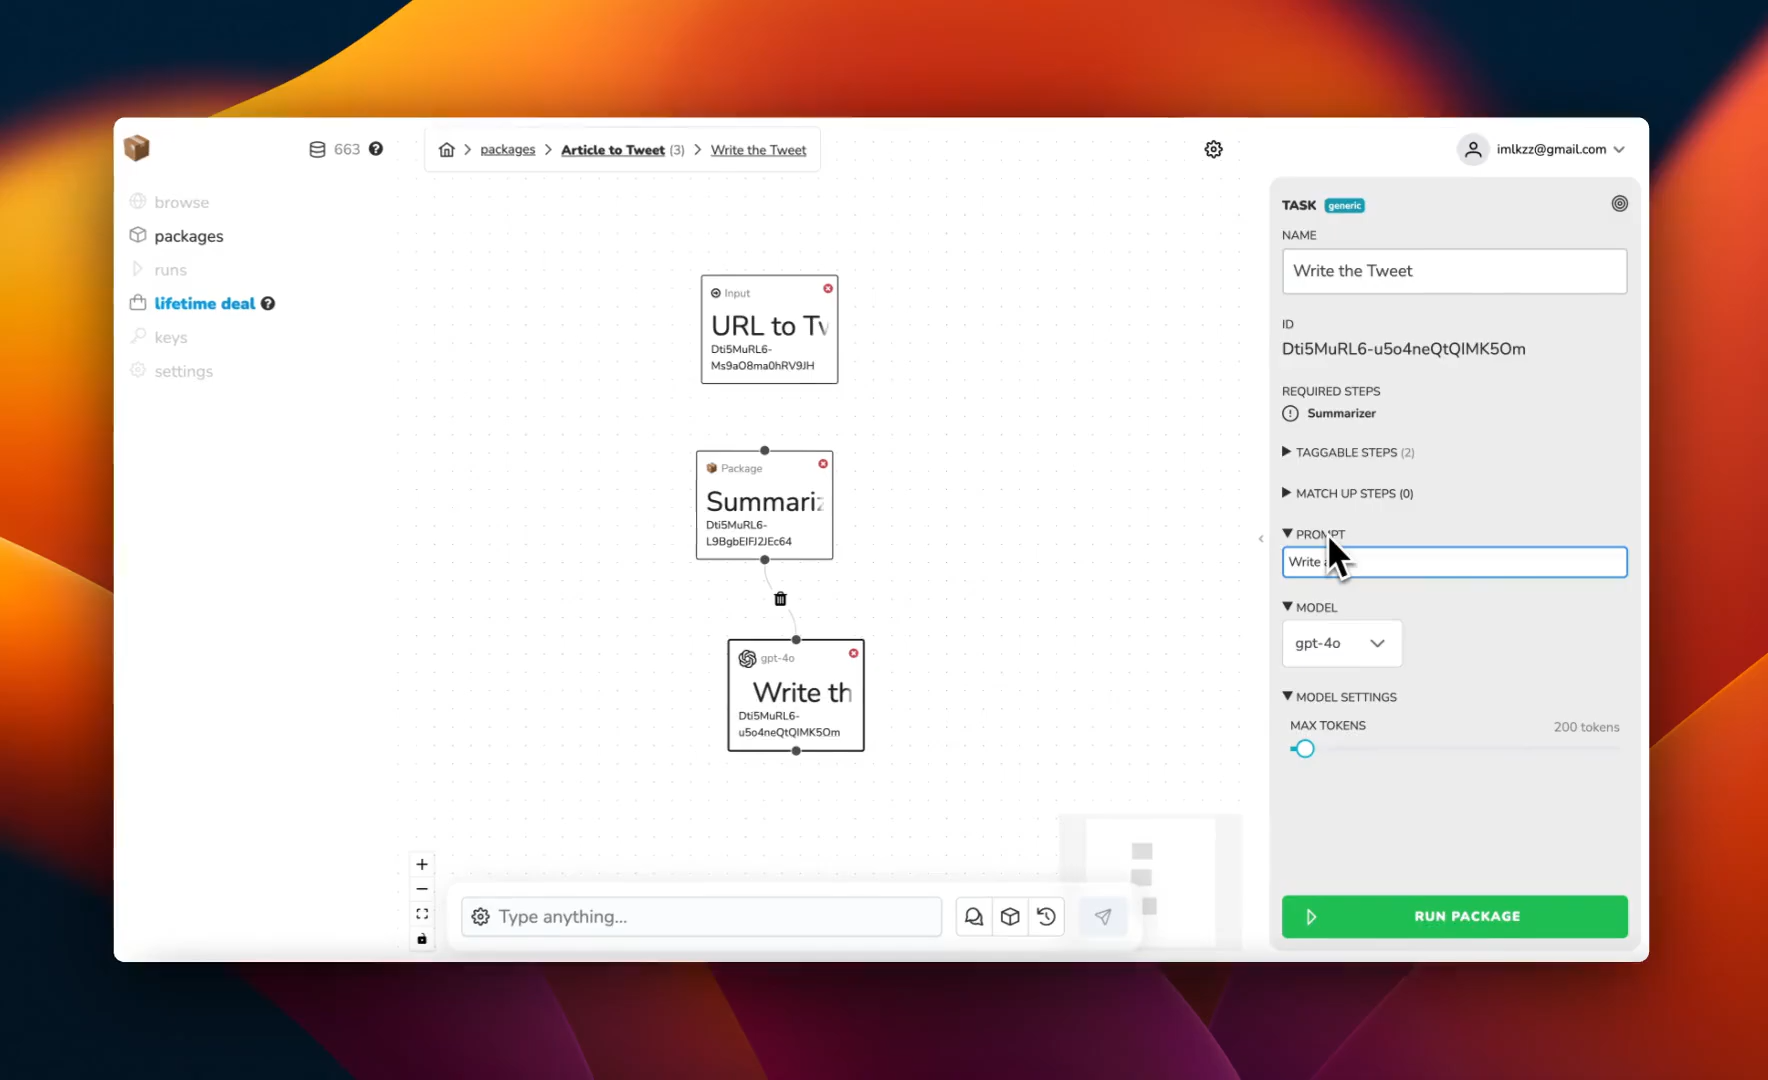 663
packages
Article to Tweet (3)
Write the Tweet
imlkzz@gmail.com
browse
packages
runs
lifetime deal
keys
settings
Input
URL to Tw
Dti5MuRL6-
Ms9aO8ma0hRV9JH
Package
Summariz
Dti5MuRL6-
L9BgbEIFJ2JEc64
gpt-4o
Write th
Dti5MuRL6-
u5o4neQtQIMK5Om
Type anything...
TASK generic
NAME
Write the Tweet
ID
Dti5MuRL6-u5o4neQtQIMK5Om
REQUIRED STEPS
Summarizer
TAGGABLE STEPS (2)
MATCH UP STEPS (0)
PROMPT
Write
MODEL
gpt-4o
MODEL SETTINGS
MAX TOKENS 200 tokens
RUN PACKAGE